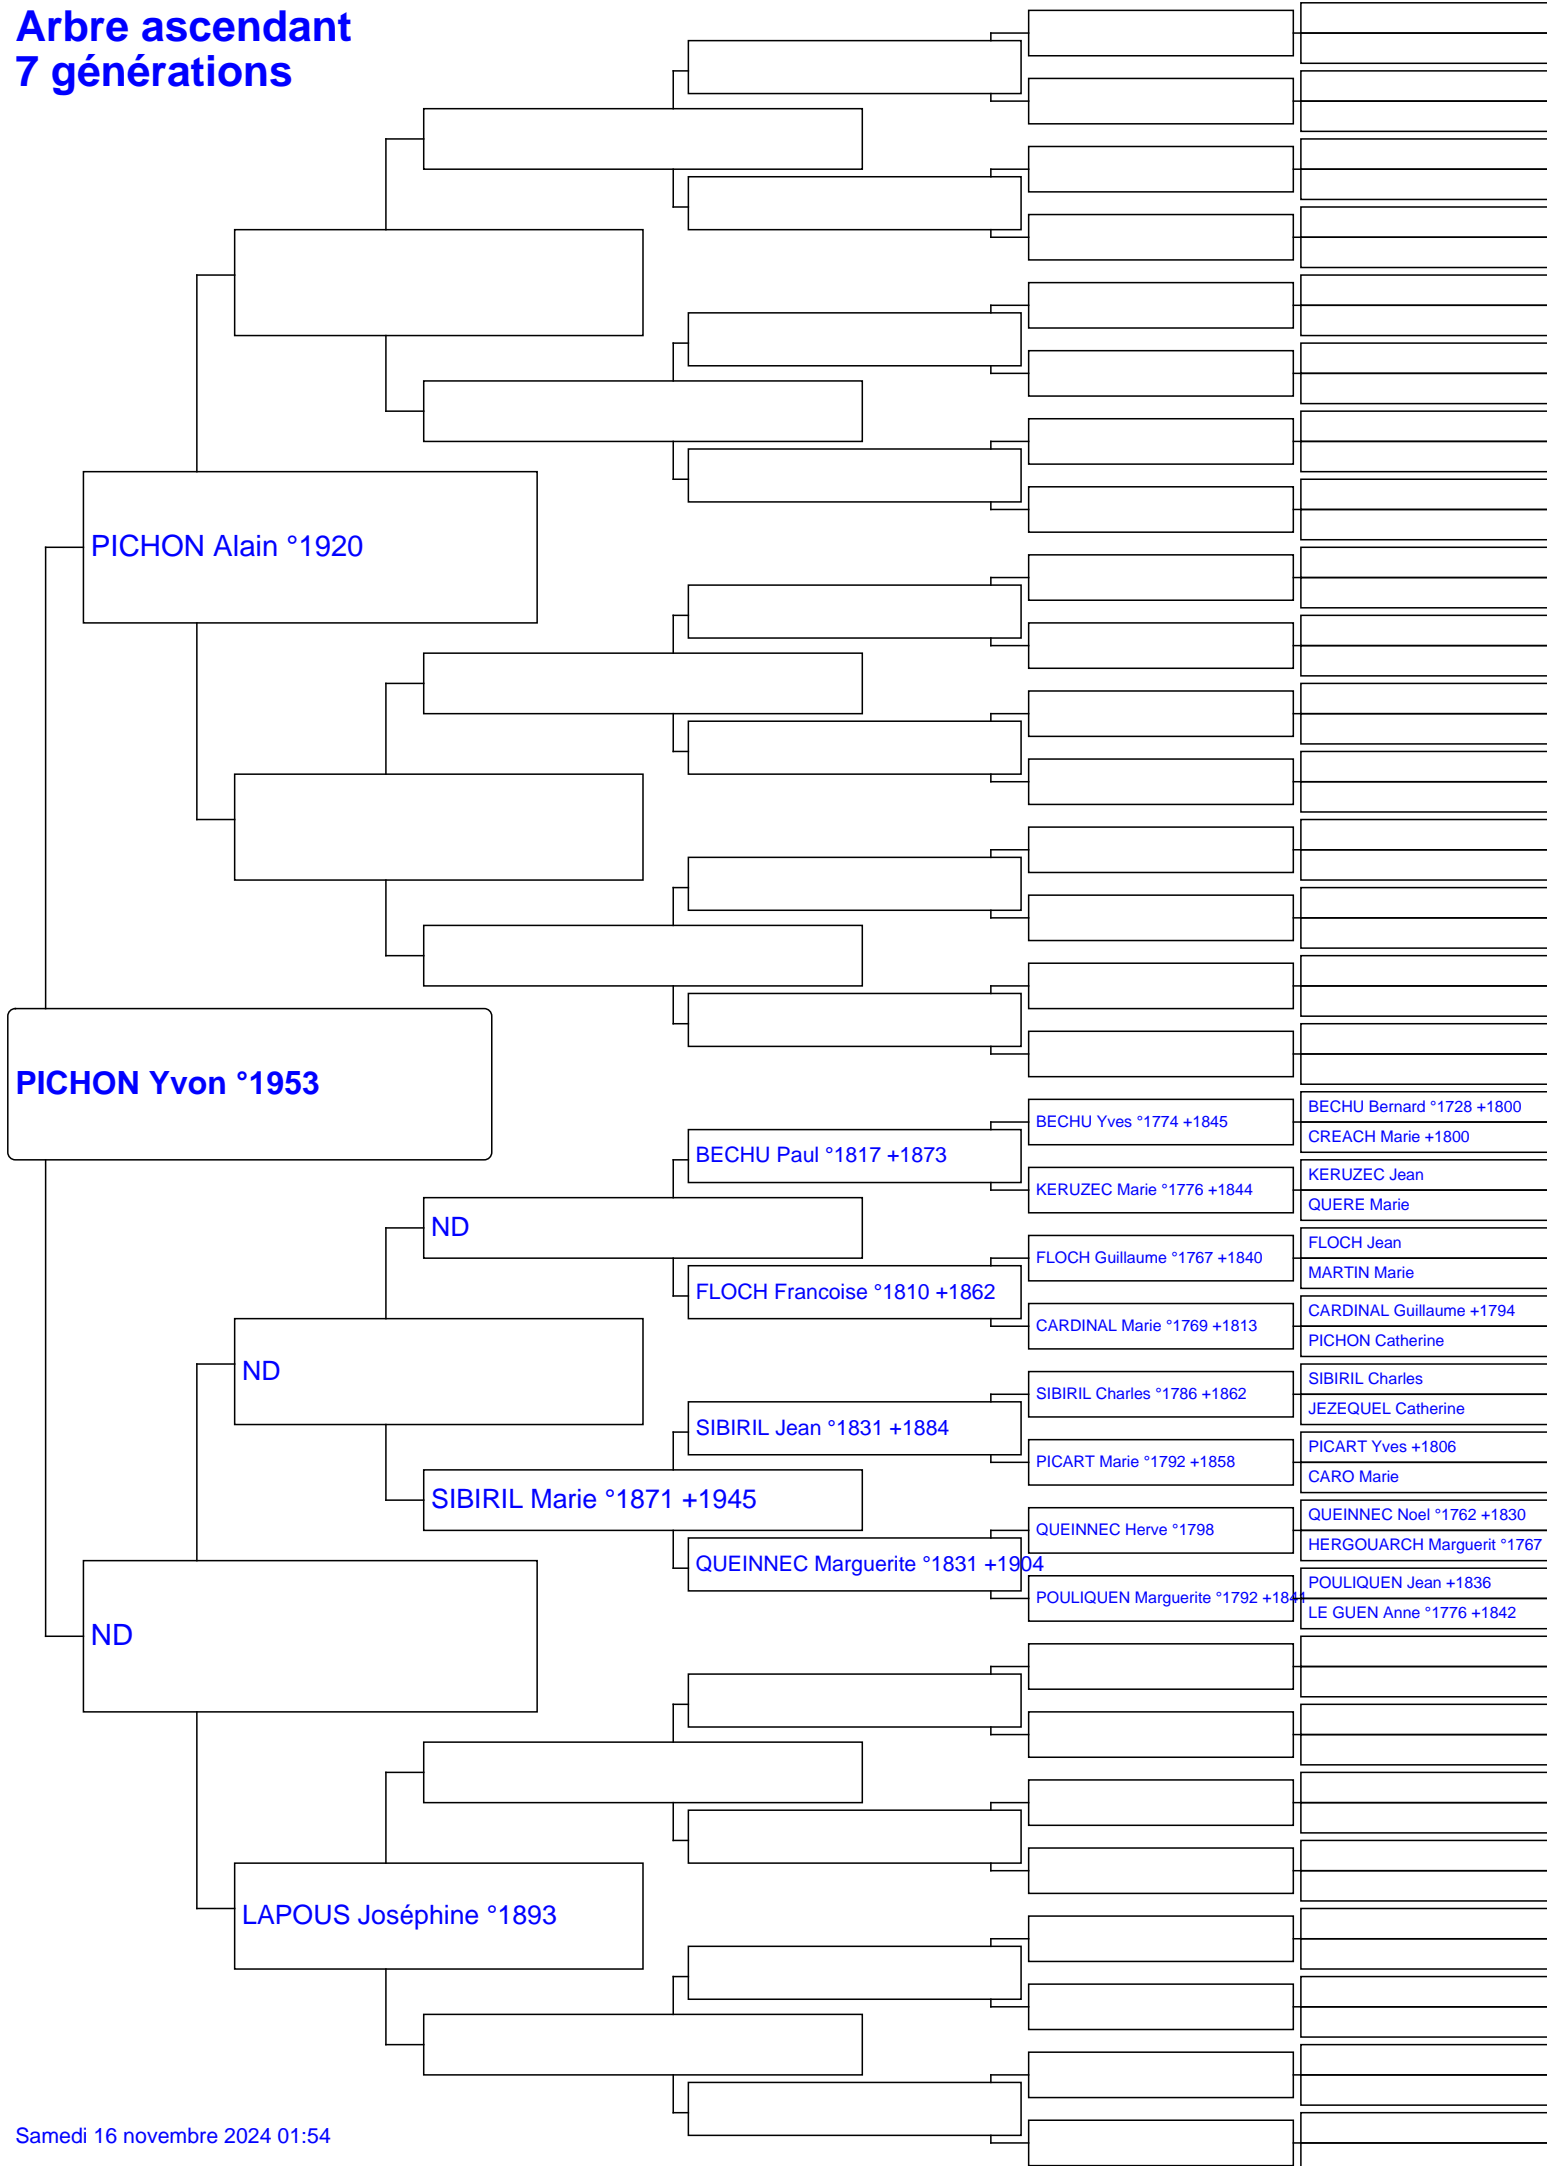 Arbre ascendant
7 générations
PICHON Alain °1920
PICHON Yvon °1953
BECHU Yves °1774 +1845
BECHU Bernard °1728 +1800
CREACH Marie +1800
BECHU Paul °1817 +1873
KERUZEC Marie °1776 +1844
KERUZEC Jean
QUERE Marie
ND
FLOCH Guillaume °1767 +1840
FLOCH Jean
MARTIN Marie
FLOCH Francoise °1810 +1862
CARDINAL Marie °1769 +1813
CARDINAL Guillaume +1794
PICHON Catherine
ND
SIBIRIL Charles °1786 +1862
SIBIRIL Charles
JEZEQUEL Catherine
SIBIRIL Jean °1831 +1884
PICART Marie °1792 +1858
PICART Yves +1806
CARO Marie
SIBIRIL Marie °1871 +1945
QUEINNEC Herve °1798
QUEINNEC Noel °1762 +1830
HERGOUARCH Marguerit °1767
QUEINNEC Marguerite °1831 +1904
POULIQUEN Marguerite °1792 +1841
POULIQUEN Jean +1836
LE GUEN Anne °1776 +1842
ND
LAPOUS Joséphine °1893
Samedi 16 novembre 2024 01:54